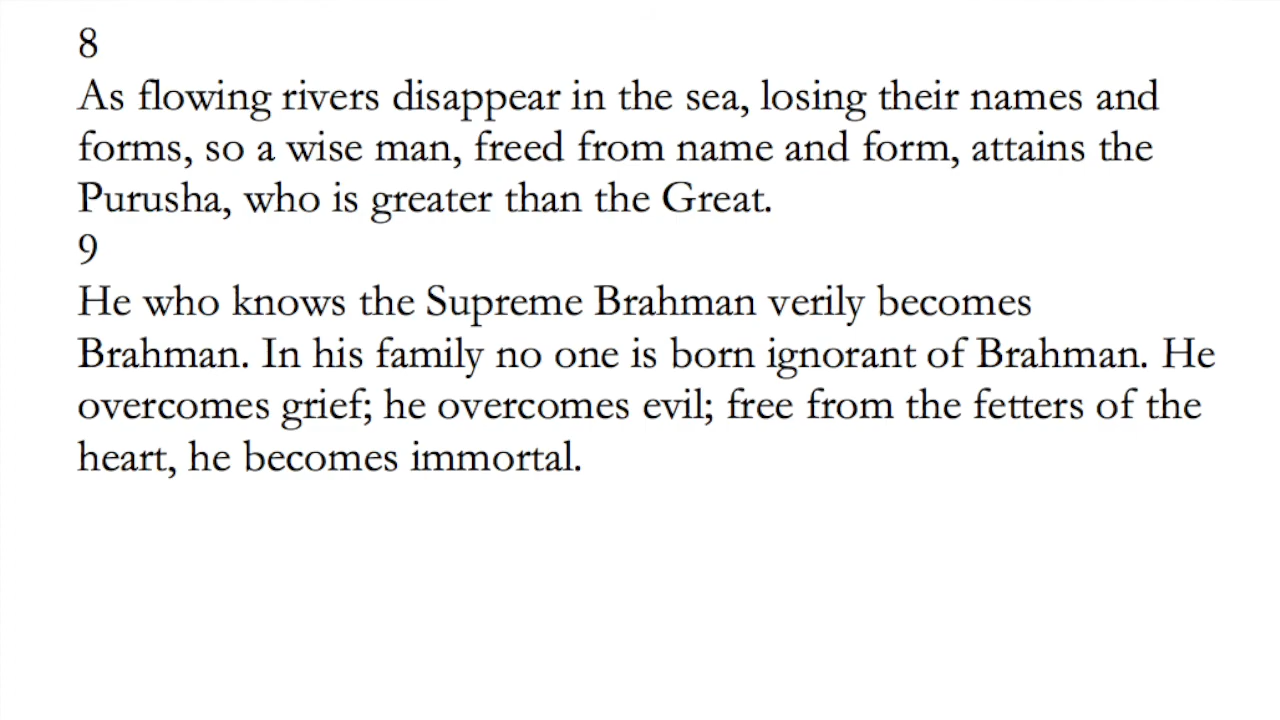 8
As flowing rivers disappear in the sea, losing their names and
forms, so a wise man, freed from name and form, attains the
Purusha, who is greater than the Great.
9
He who knows the Supreme Brahman verily becomes
Brahman. In his family no one is born ignorant of Brahman. He
overcomes grief; he overcomes evil; free from the fetters of the
heart, he becomes immortal.